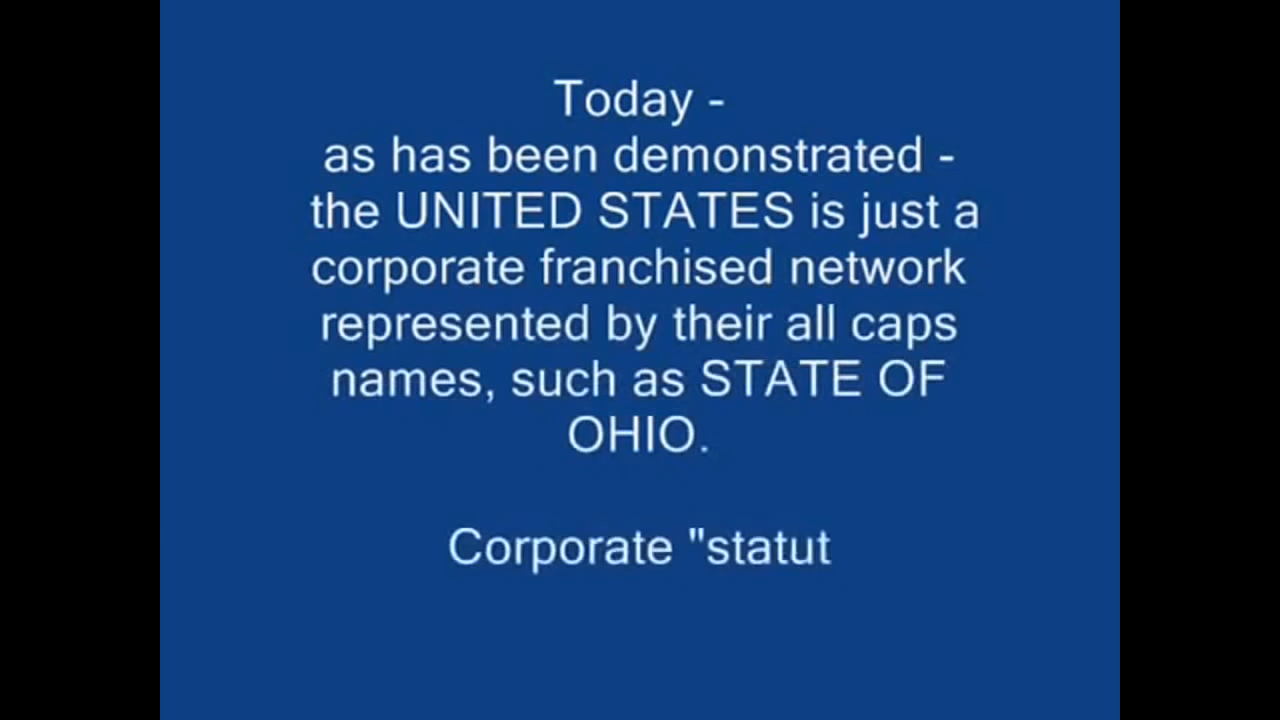 Today -
as has been demonstrated -
the UNITED STATES is just a
corporate franchised network
represented by their all caps
names, such as STATE OF
OHIO.
Corporate "statut